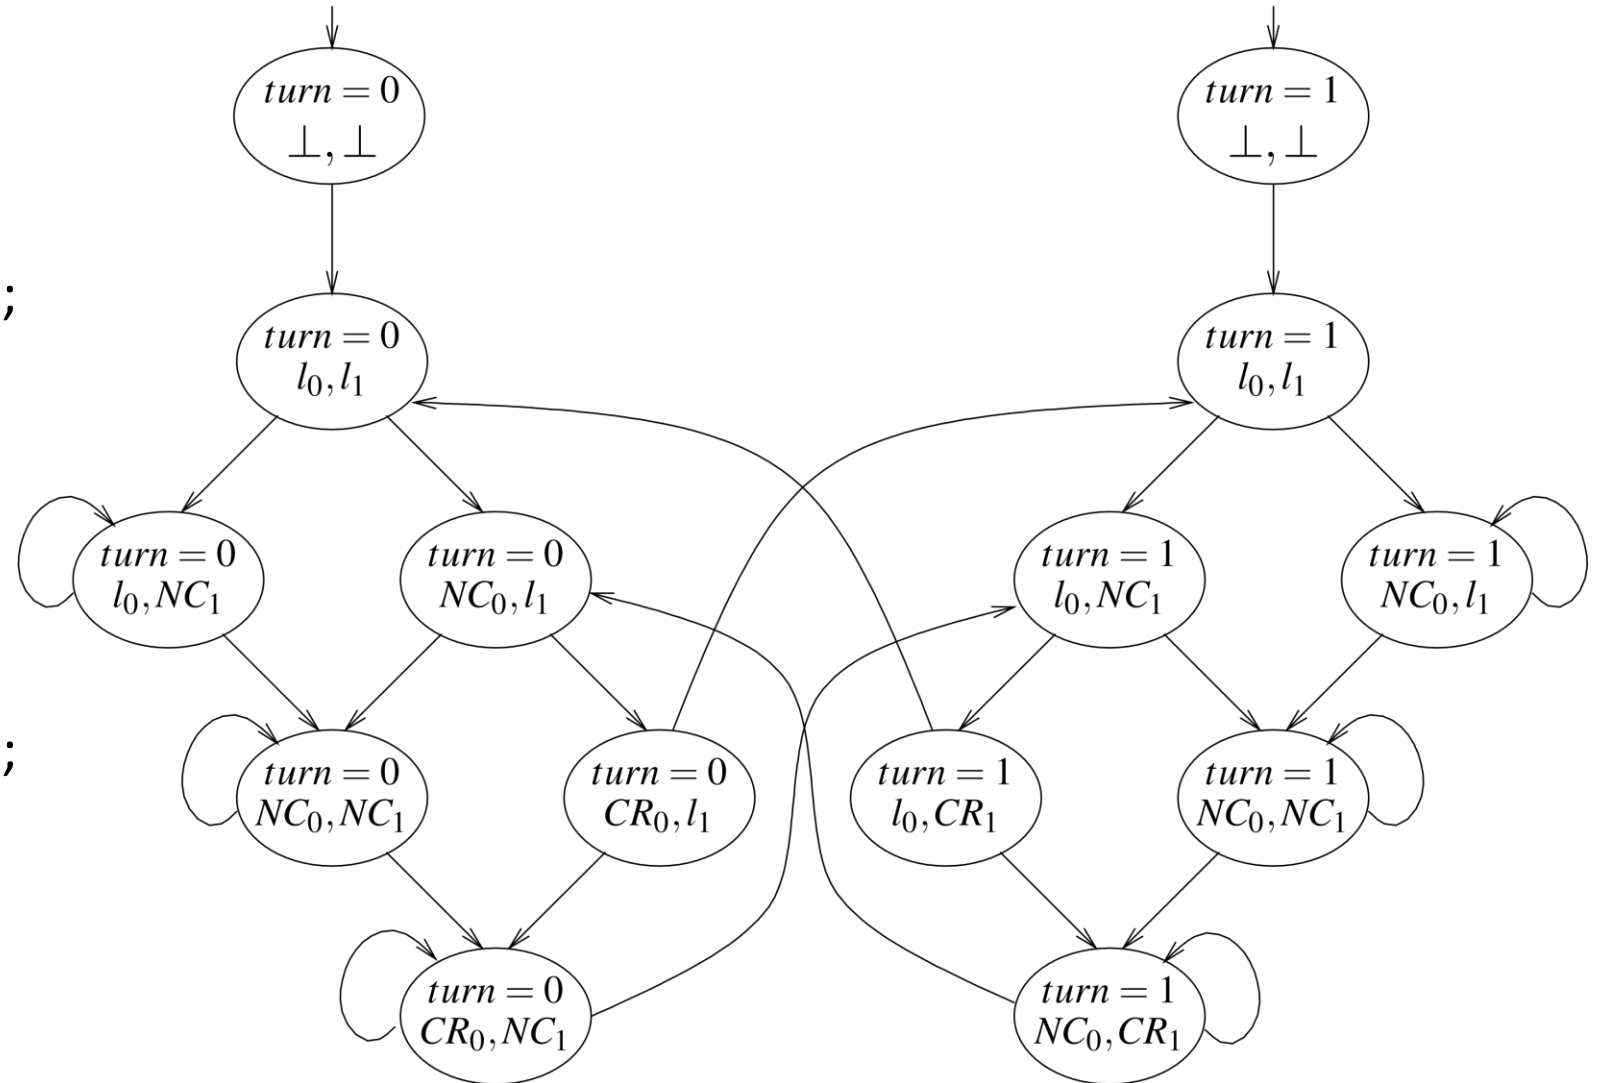 turn = 0
⊥, ⊥
turn = 1
⊥, ⊥
;
turn = 0
l₀, l₁
turn = 1
l₀, l₁
turn = 0
l₀, NC₁
turn = 0
NC₀, l₁
turn = 1
l₀, NC₁
turn = 1
NC₀, l₁
;
turn = 0
NC₀, NC₁
turn = 0
CR₀, l₁
turn = 1
l₀, CR₁
turn = 1
NC₀, NC₁
turn = 0
CR₀, NC₁
turn = 1
NC₀, CR₁